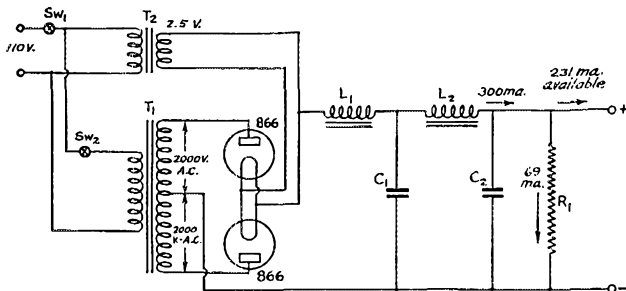 Sw1
110V.
T2
2.5 V.
T1
Sw2
2000V.
A.C.
2000
V.A.C.
866
866
L1
L2
300ma.
231 ma.
available
+
C1
C2
69
ma.
R1
−